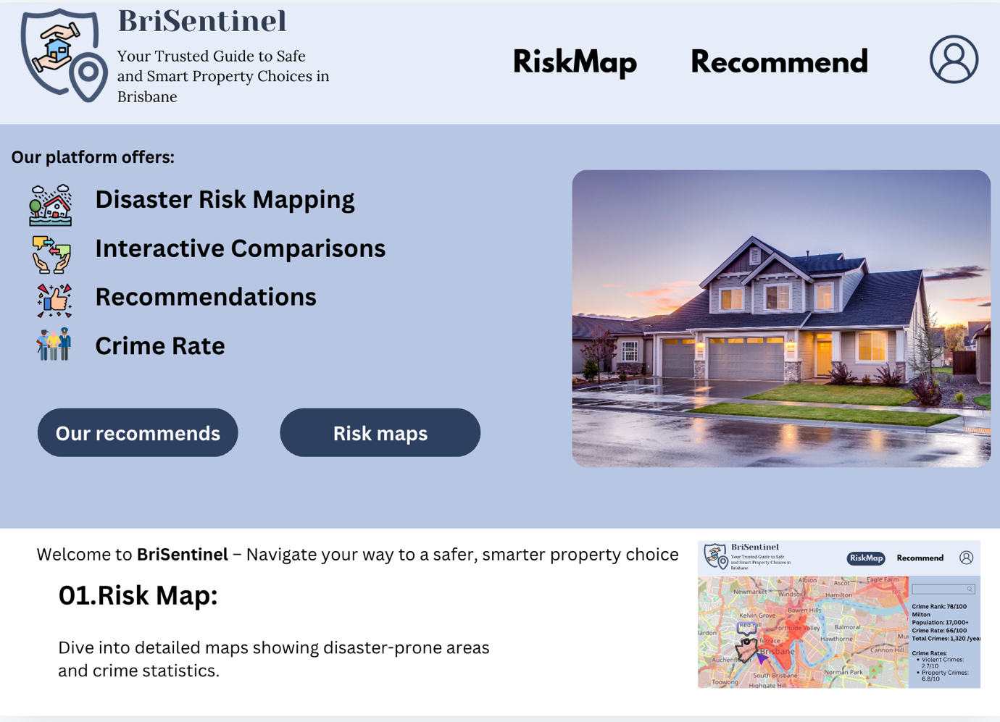 BriSentinel
Your Trusted Guide to Safe
and Smart Property Choices in
Brisbane
RiskMap
Recommend
Our platform offers:
Disaster Risk Mapping
Interactive Comparisons
Recommendations
Crime Rate
Our recommends
Risk maps
Welcome to BriSentinel – Navigate your way to a safer, smarter property choice
01.Risk Map:
Dive into detailed maps showing disaster-prone areas
and crime statistics.
BriSentinel
Your Trusted Guide to Safe
and Smart Property Choices in
Brisbane
RiskMap
Recommend
Albion
Ascot
Eagle Farm
Newmarket
Windsor
Hamilton
Kelvin Grove
Bowen Hills
Red Hill
Fortitude Valley
Balmoral
Terrace
Hawthorne
Brisbane
Cannon Hill
South Brisbane
Norman Park
Toowong
Highgate Hill
Crime Rank: 78/100
Milton
Population: 17,000+
Crime Rate: 66/100
Total Crimes: 1,320 /year
Crime Rates:
Violent Crimes:
2.7/10
Property Crimes:
6.8/10